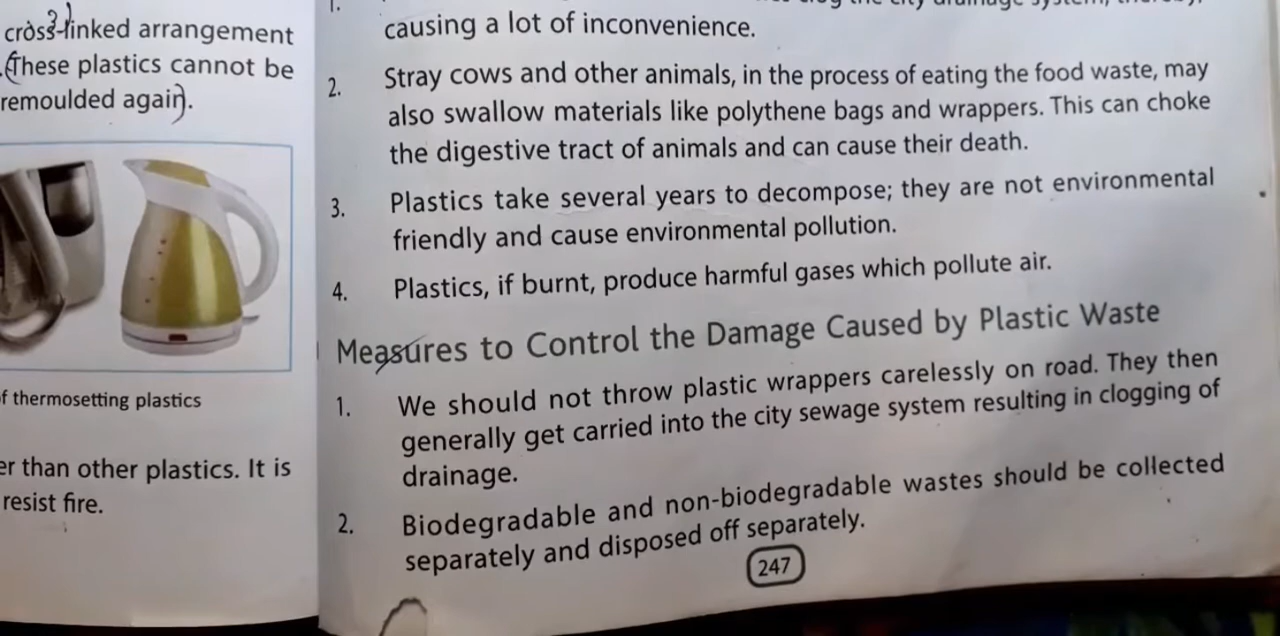 cross-linked arrangement
These plastics cannot be
remoulded again).
f thermosetting plastics
er than other plastics. It is
resist fire.
1. the city drainage system,
causing a lot of inconvenience.
2. Stray cows and other animals, in the process of eating the food waste, may
also swallow materials like polythene bags and wrappers. This can choke
the digestive tract of animals and can cause their death.
3. Plastics take several years to decompose; they are not environmental
friendly and cause environmental pollution.
4. Plastics, if burnt, produce harmful gases which pollute air.
Measures to Control the Damage Caused by Plastic Waste
1. We should not throw plastic wrappers carelessly on road. They then
generally get carried into the city sewage system resulting in clogging of
drainage.
2. Biodegradable and non-biodegradable wastes should be collected
separately and disposed off separately.
247